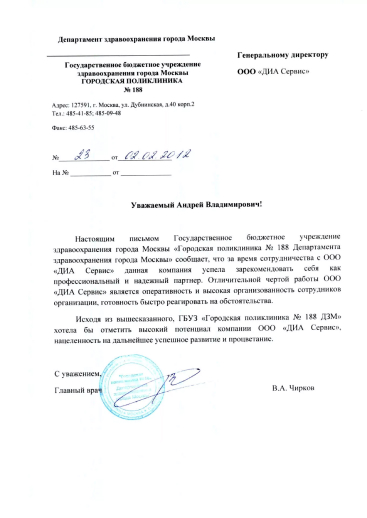 Департамент здравоохранения города Москвы
Государственное бюджетное учреждение
здравоохранения города Москвы
ГОРОДСКАЯ ПОЛИКЛИНИКА
№ 188
Генеральному директору
ООО «ДИА Сервис»
Адрес: 127591, г. Москва, ул. Дубнинская, д.40 корп.2
Тел.: 485-41-85; 485-09-48
Факс: 485-63-55
№ 23 от 02.02.2012
На № от
Уважаемый Андрей Владимирович!
Настоящим письмом Государственное бюджетное учреждение
здравоохранения города Москвы «Городская поликлиника № 188 Департамента
здравоохранения города Москвы» сообщает, что за время сотрудничества с ООО
«ДИА Сервис» данная компания успела зарекомендовать себя как
профессиональный и надежный партнер. Отличительной чертой работы ООО
«ДИА Сервис» является оперативность и высокая организованность сотрудников
организации, готовность быстро реагировать на обстоятельства.
Исходя из вышесказанного, ГБУЗ «Городская поликлиника № 188 ДЗМ»
хотела бы отметить высокий потенциал компании ООО «ДИА Сервис»,
нацеленность на дальнейшее успешное развитие и процветание.
С уважением,
Главный врач
В.А. Чирков